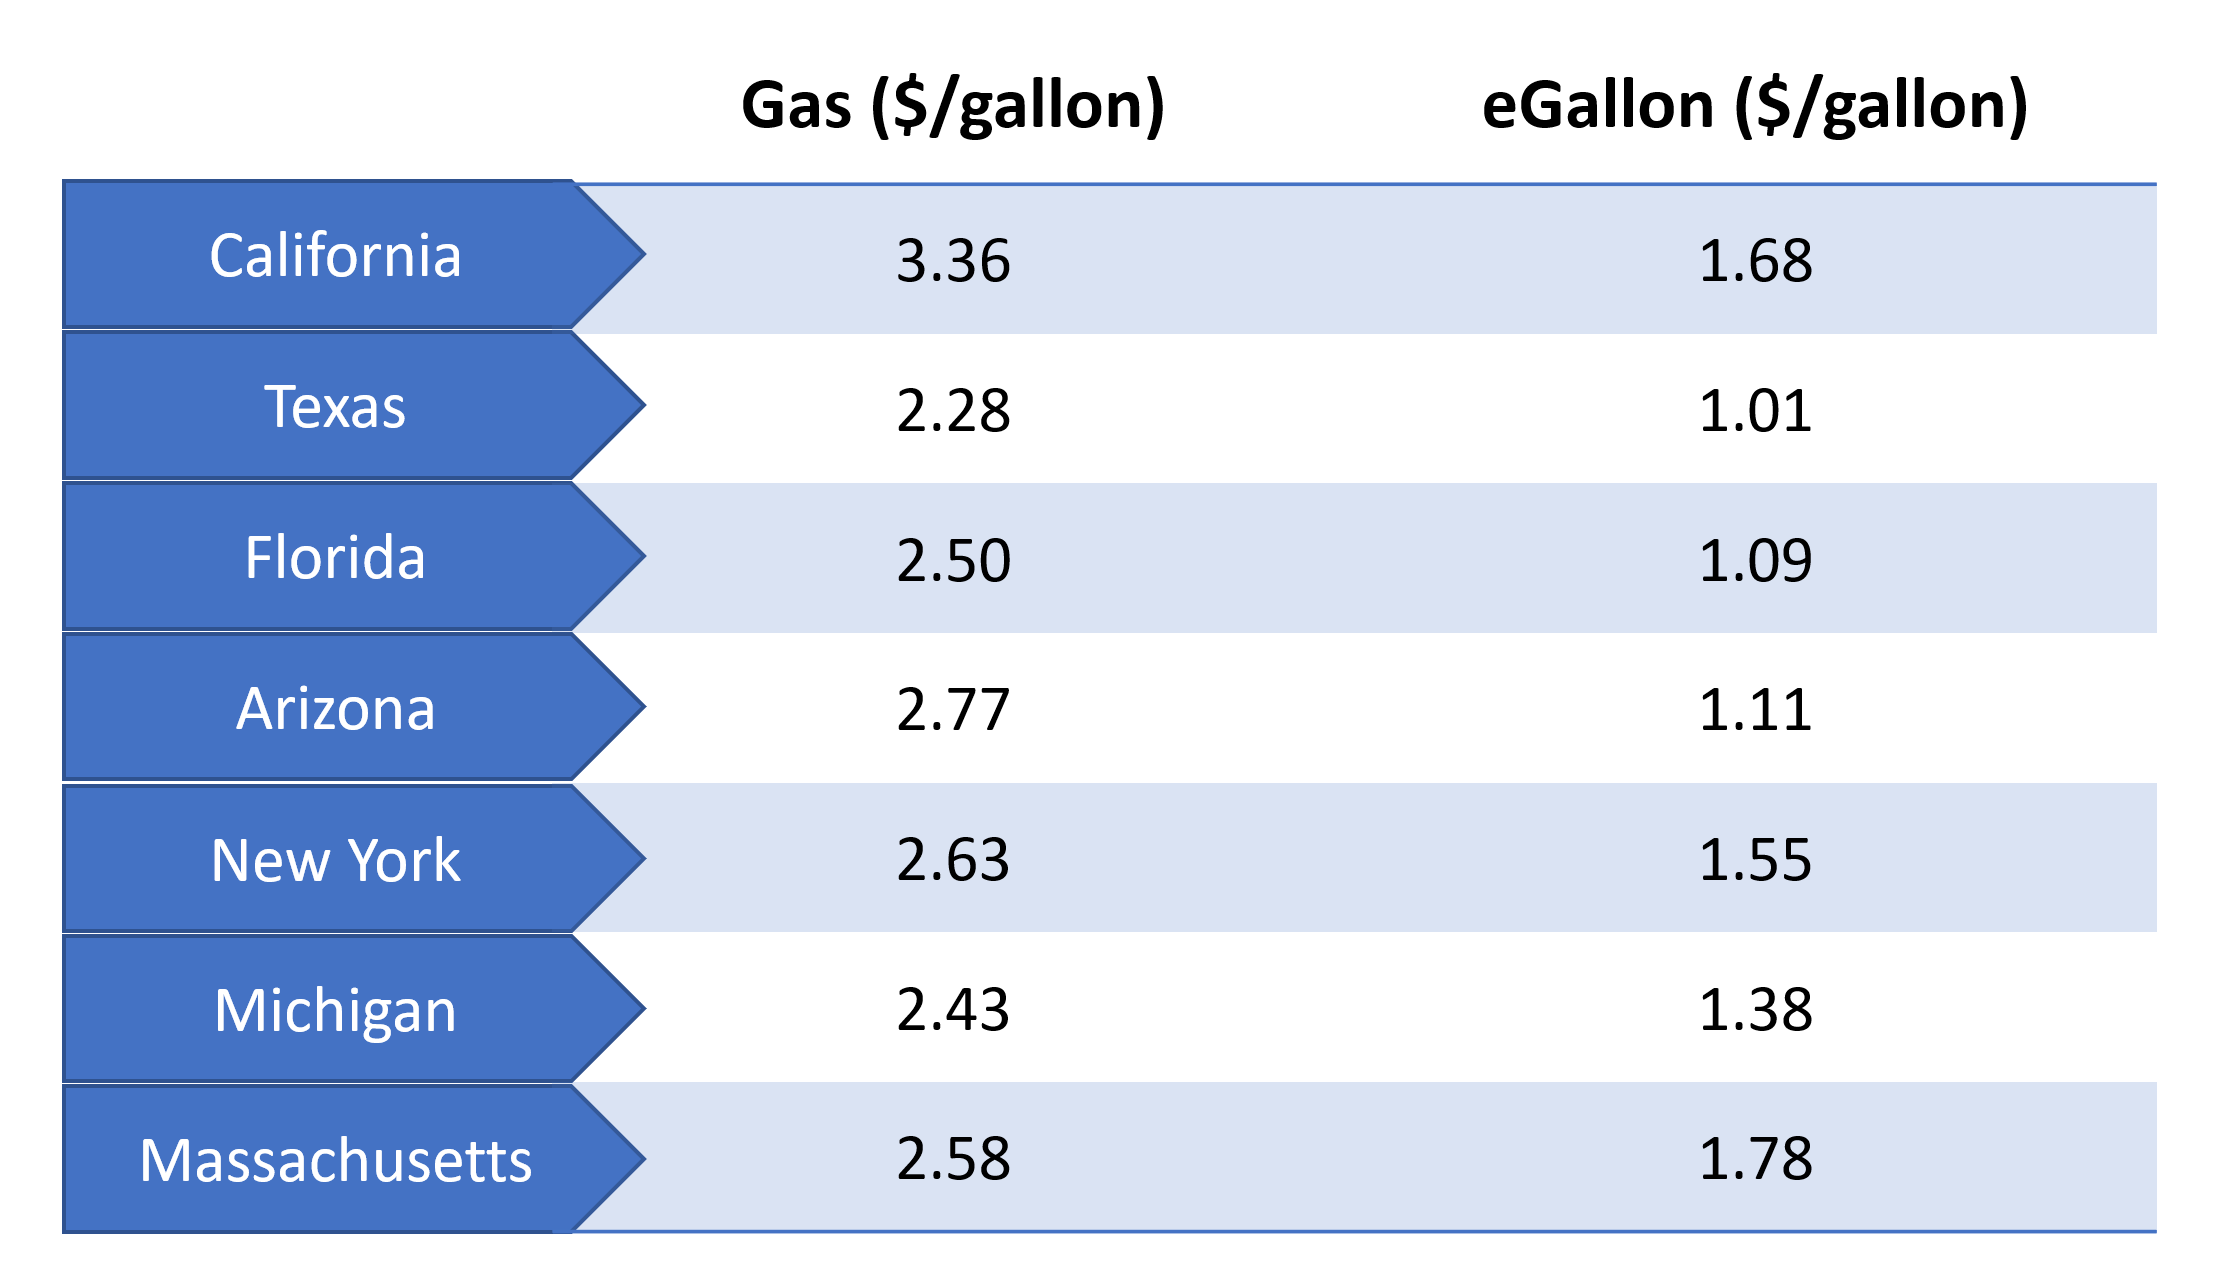 Gas ($/gallon) eGallon ($/gallon)
California 3.36 1.68
Texas 2.28 1.01
Florida 2.50 1.09
Arizona 2.77 1.11
New York 2.63 1.55
Michigan 2.43 1.38
Massachusetts 2.58 1.78